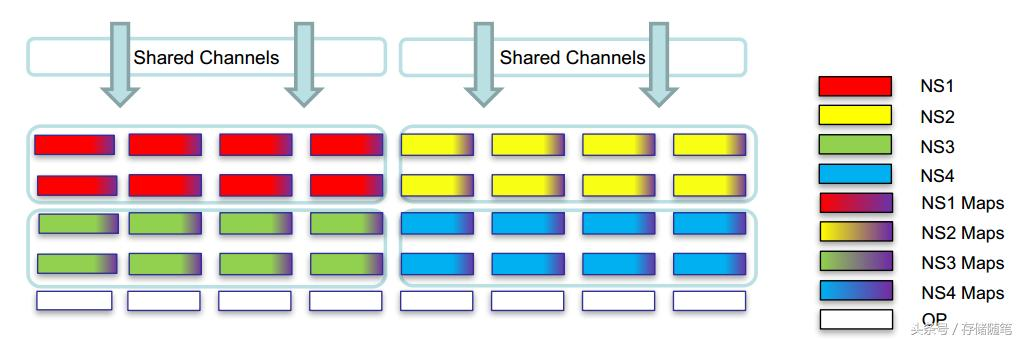 Shared Channels
Shared Channels
NS1
NS2
NS3
NS4
NS1 Maps
NS2 Maps
NS3 Maps
NS4 Maps
OP
头条号 / 存储随笔